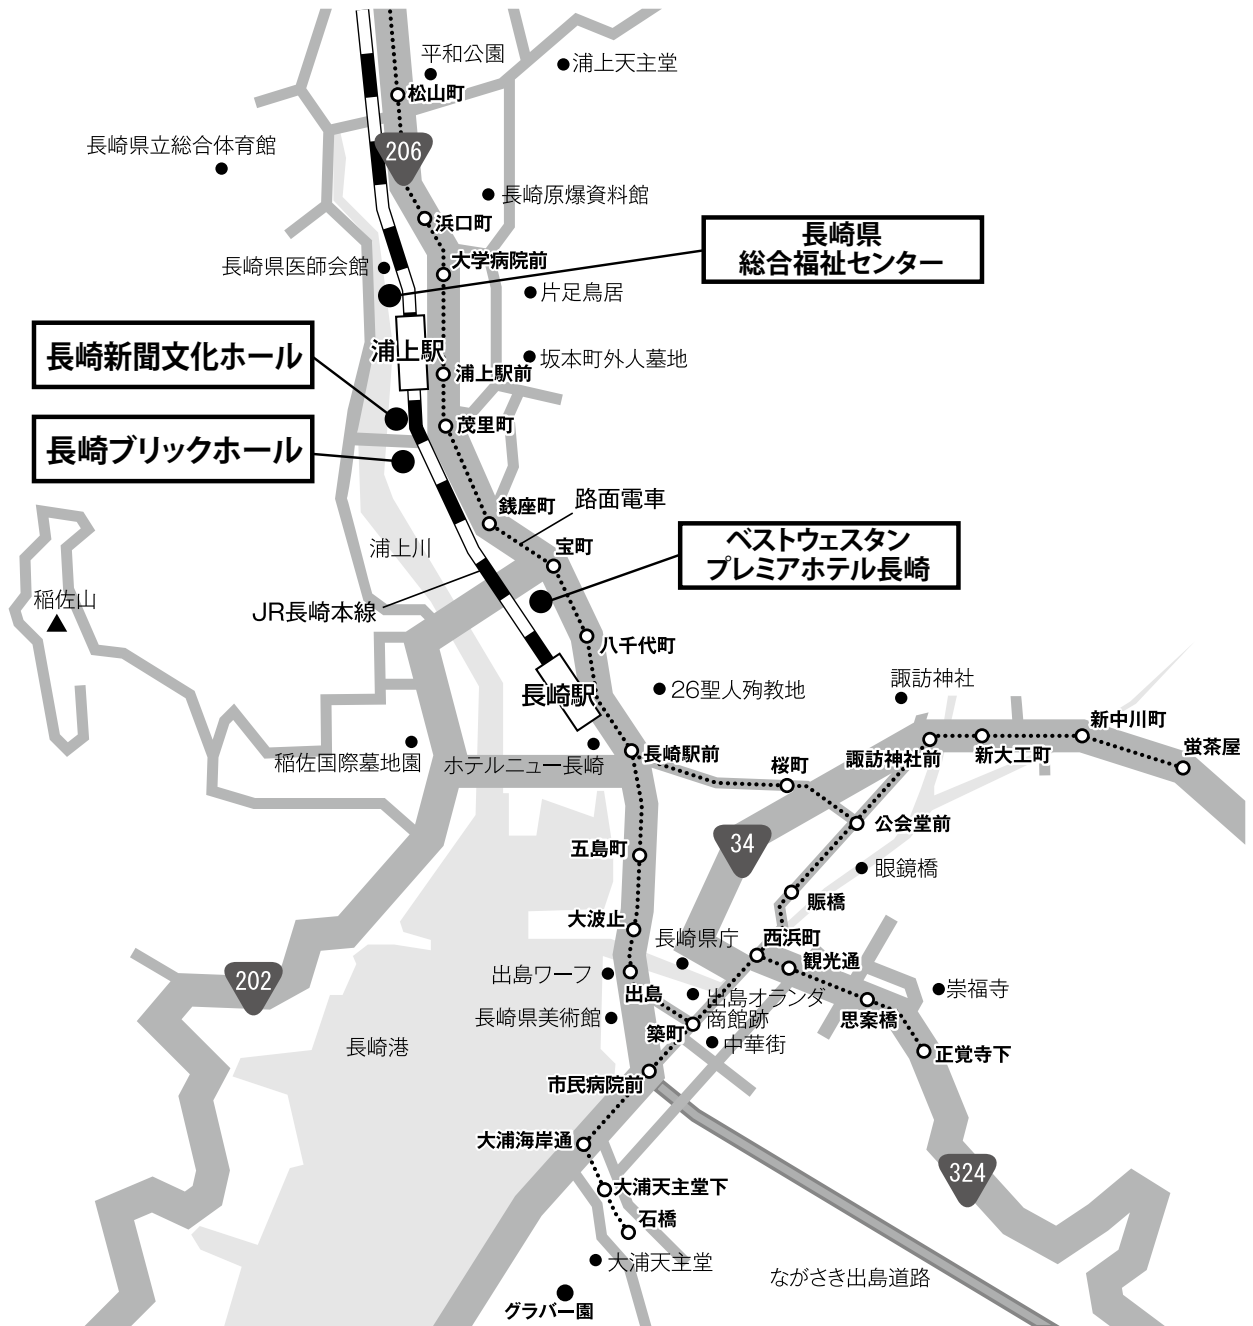 平和公園
浦上天主堂
松山町
長崎県立総合体育館
206
長崎原爆資料館
浜口町
長崎県
総合福祉センター
大学病院前
長崎県医師会館
片足鳥居
長崎新聞文化ホール
浦上駅
坂本町外人墓地
浦上駅前
茂里町
長崎ブリックホール
銭座町
路面電車
浦上川
宝町
ベストウェスタン
プレミアホテル長崎
稲佐山
JR長崎本線
八千代町
長崎駅
26聖人殉教地
諏訪神社
新中川町
蛍茶屋
諏訪神社前
新大工町
稲佐国際墓地園
ホテルニュー長崎
長崎駅前
桜町
公会堂前
34
五島町
眼鏡橋
賑橋
大波止
長崎県庁
西浜町
観光通
202
出島ワーフ
出島
出島オランダ
商館跡
崇福寺
思案橋
長崎県美術館
築町
中華街
長崎港
正覚寺下
市民病院前
大浦海岸通
324
大浦天主堂下
石橋
大浦天主堂
ながさき出島道路
グラバー園